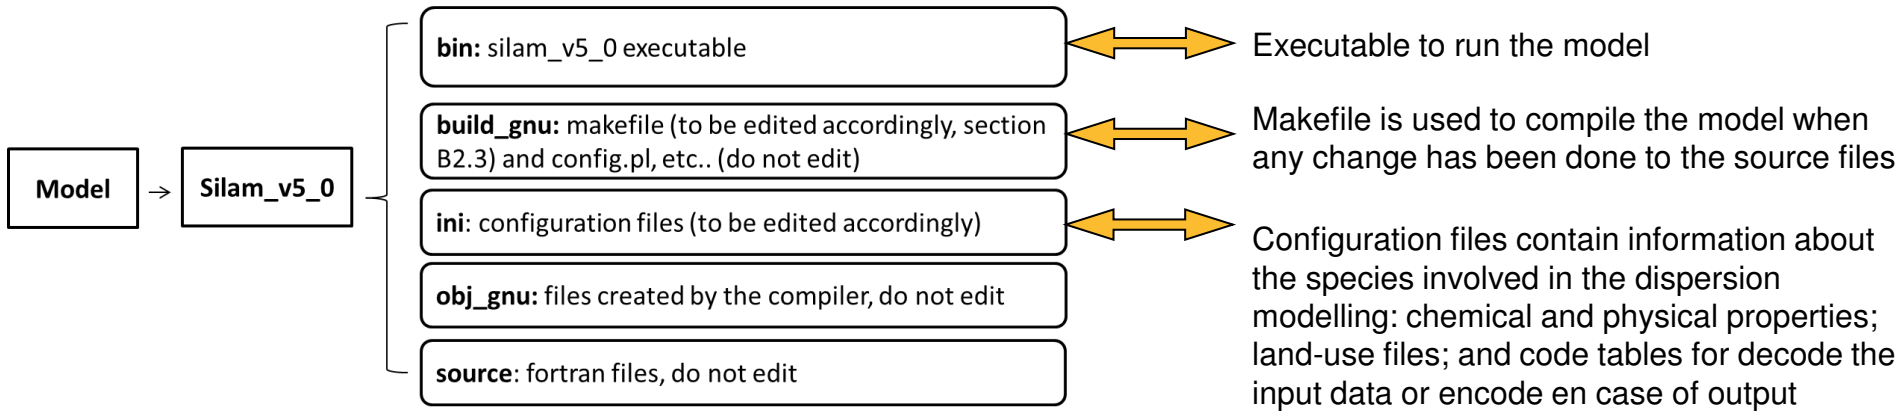 Model
Silam_v5_0
bin: silam_v5_0 executable
build_gnu: makefile (to be edited accordingly, section
B2.3) and config.pl, etc.. (do not edit)
ini: configuration files (to be edited accordingly)
obj_gnu: files created by the compiler, do not edit
source: fortran files, do not edit
Executable to run the model
Makefile is used to compile the model when
any change has been done to the source files
Configuration files contain information about
the species involved in the dispersion
modelling: chemical and physical properties;
land-use files; and code tables for decode the
input data or encode en case of output